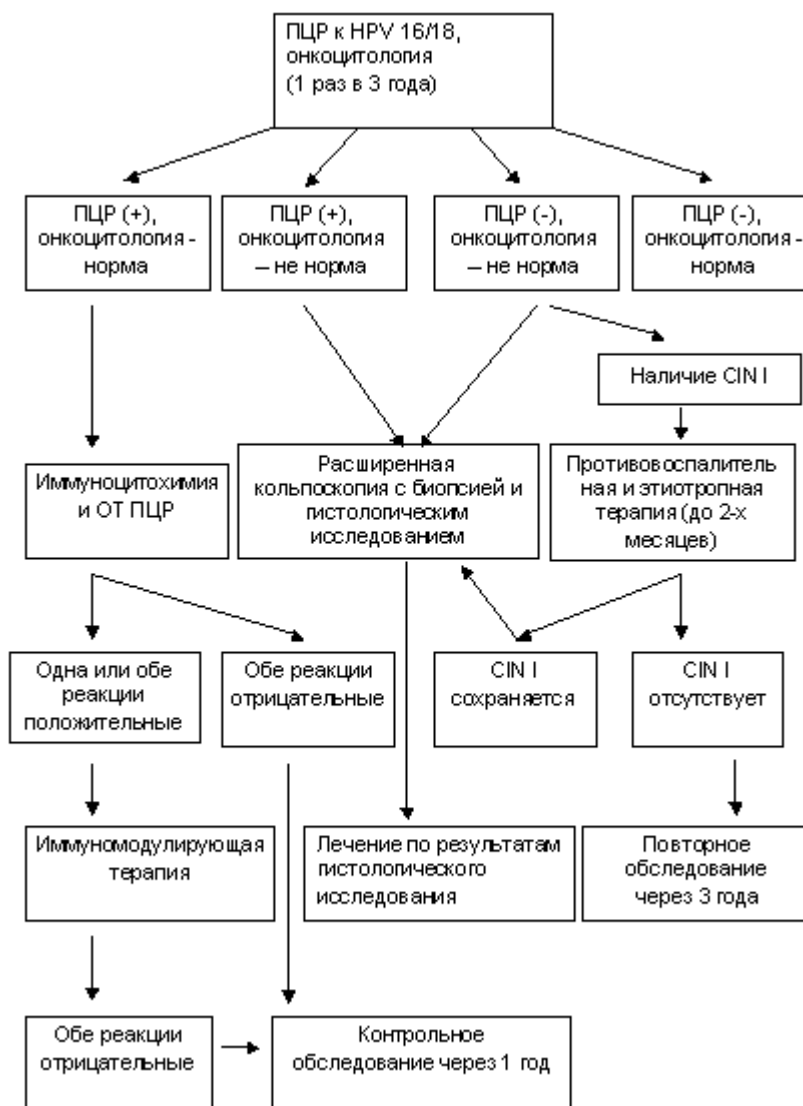 ПЦР к HPV 16/18,
онкоцитология
(1 раз в 3 года)
ПЦР (+),
онкоцитология -
норма
ПЦР (+),
онкоцитология
– не норма
ПЦР (-),
онкоцитология
– не норма
ПЦР (-),
онкоцитология -
норма
Наличие CIN I
Иммуноцитохимия
и ОТ ПЦР
Расширенная
кольпоскопия с биопсией и
гистологическим
исследованием
Противовоспалитель
ная и этиотропная
терапия (до 2-х
месяцев)
Одна или обе
реакции
положительные
Обе реакции
отрицательные
CIN I
сохраняется
CIN I
отсутствует
Иммуномодулирующая
терапия
Лечение по результатам
гистологического
исследования
Повторное
обследование
через 3 года
Обе реакции
отрицательные
Контрольное
обследование через 1 год